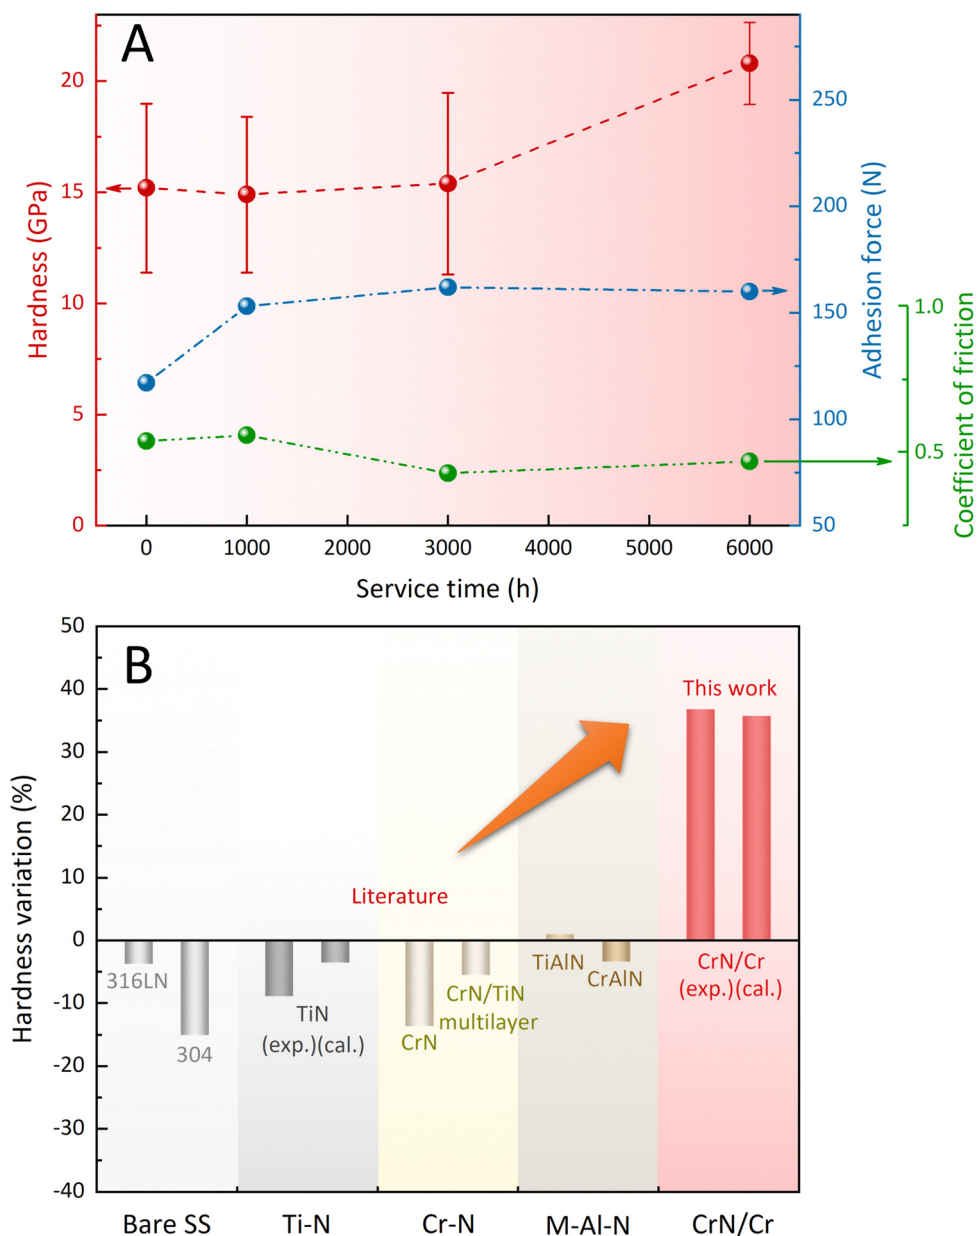 A
20
15
10
5
0
Hardness (GPa)
250
200
150
100
50
Adhesion force (N)
1.0
0.5
Coefficient of friction
0 1000 2000 3000 4000 5000 6000
Service time (h)
B
50
40
30
20
10
0
-10
-20
-30
-40
Hardness variation (%)
This work
Literature
316LN
304
TiN
(exp.)(cal.)
CrN
CrN/TiN
multilayer
TiAlN
CrAlN
CrN/Cr
(exp.)(cal.)
Bare SS Ti-N Cr-N M-Al-N CrN/Cr